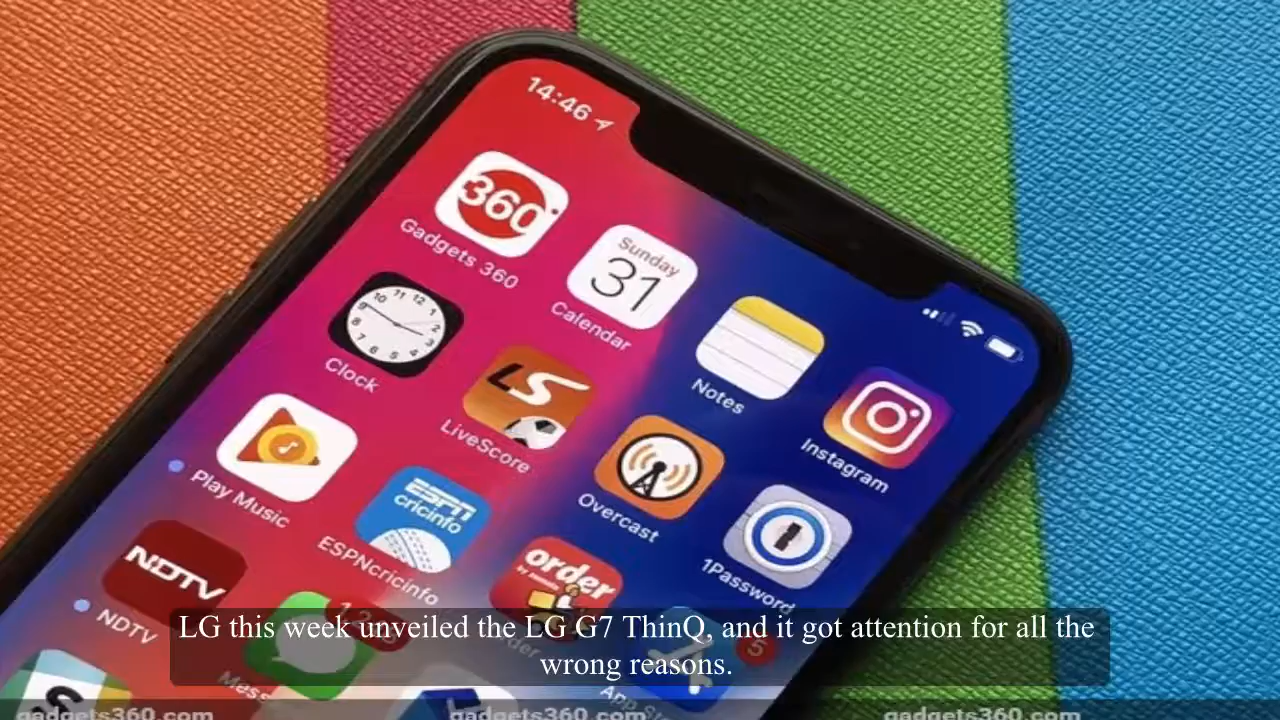 14:46
360
Gadgets 360
Sunday
31
Calendar
Notes
Instagram
Clock
LS
LiveScore
Overcast
1Password
Play Music
ESPN
cricinfo
ESPNcricinfo
order
NDTV
NDTV
5
LG this week unveiled the LG G7 ThinQ, and it got attention for all the
wrong reasons.
gadgets360.com gadgets360.com gadgets360.com